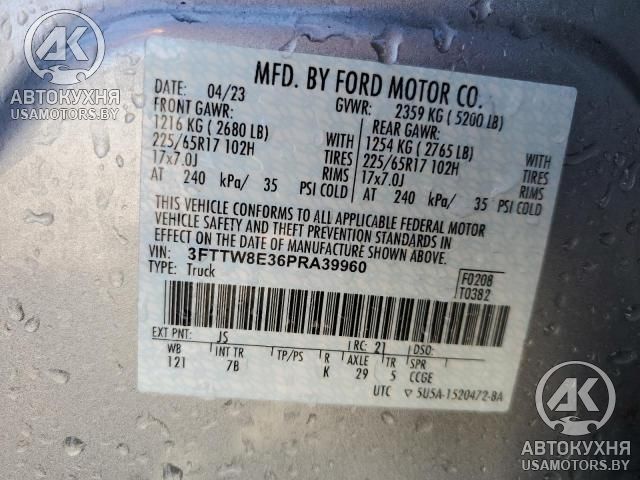 AK
АВТОКУХНЯ
USAMOTORS.BY
MFD. BY FORD MOTOR CO.
DATE: 04/23 GVWR: 2359 KG ( 5200 LB)
FRONT GAWR: REAR GAWR:
1216 KG ( 2680 LB) WITH 1254 KG ( 2765 LB) WITH
225/65R17 102H TIRES 225/65R17 102H TIRES
17x7.0J RIMS 17x7.0J RIMS
AT 240 kPa/ 35 PSI COLD AT 240 kPa/ 35 PSI COLD
THIS VEHICLE CONFORMS TO ALL APPLICABLE FEDERAL MOTOR
VEHICLE SAFETY AND THEFT PREVENTION STANDARDS IN
EFFECT ON THE DATE OF MANUFACTURE SHOWN ABOVE.
VIN: 3FTTW8E36PRA39960
TYPE: Truck
F0208
T0382
EXT PNT: JS RC: 21 DSO:
WB INT TR TP/PS R AXLE TR SPR
121 7B K 29 5 CCGE
UTC ▽ 5U5A-1520472-BA
AK
АВТОКУХНЯ
USAMOTORS.BY